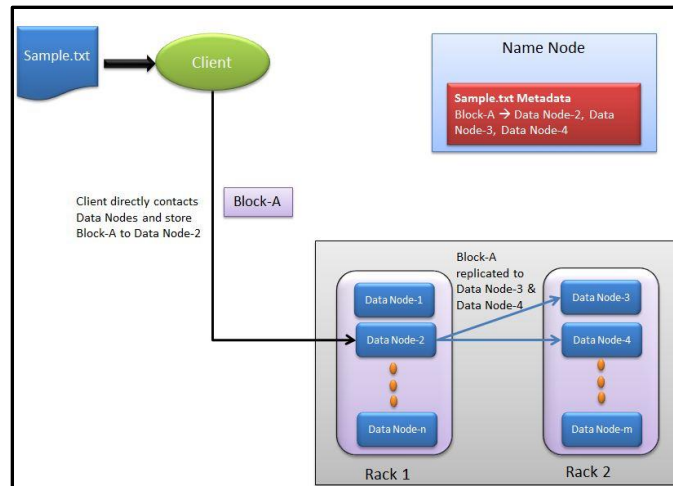 Sample.txt
Client
Name Node
Sample.txt Metadata
Block-A → Data Node-2, Data
Node-3, Data Node-4
Client directly contacts
Data Nodes and store
Block-A to Data Node-2
Block-A
Block-A
replicated to
Data Node-3 &
Data Node-4
Data Node-1
Data Node-2
Data Node-n
Rack 1
Data Node-3
Data Node-4
Data Node-m
Rack 2